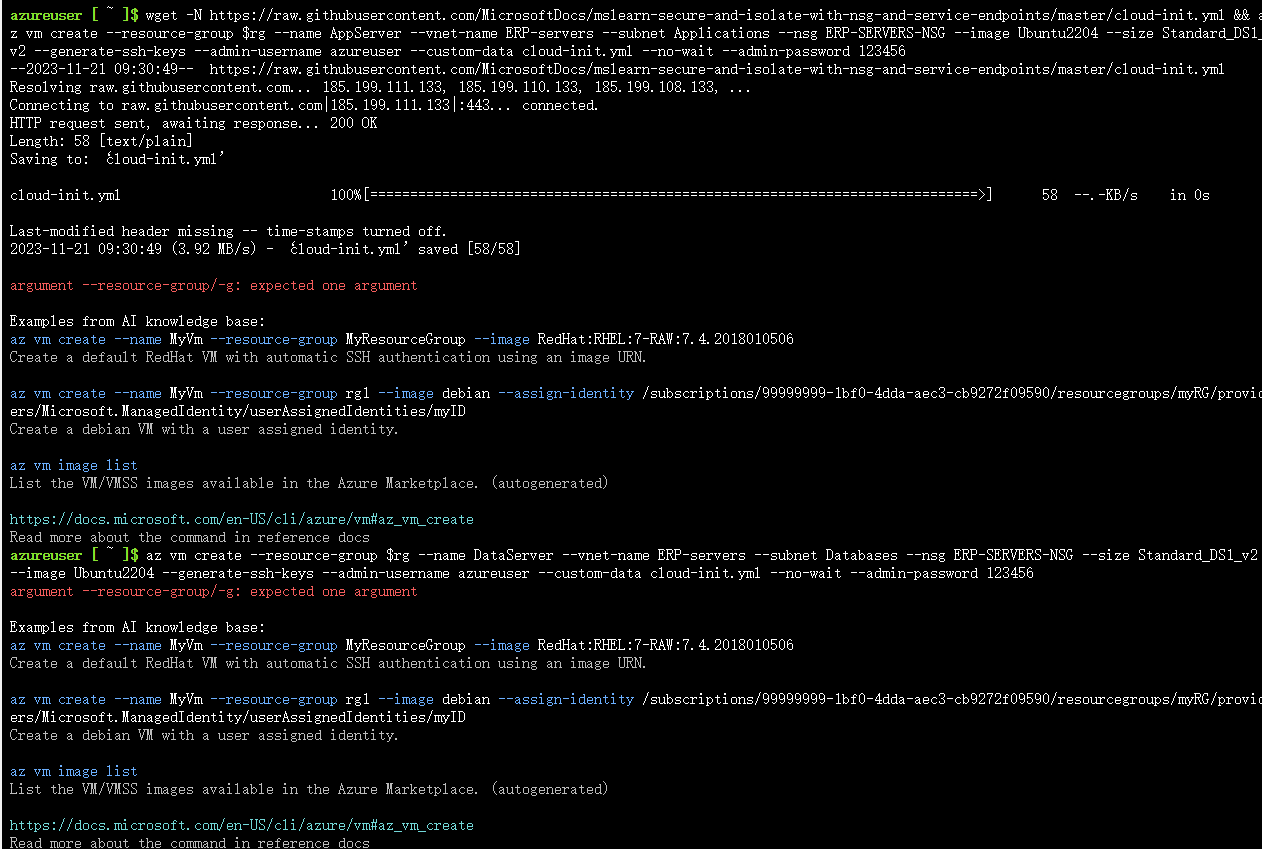 azureuser [ ~ ]$ wget -N https://raw.githubusercontent.com/MicrosoftDocs/mslearn-secure-and-isolate-with-nsg-and-service-endpoints/master/cloud-init.yml && a
z vm create --resource-group $rg --name AppServer --vnet-name ERP-servers --subnet Applications --nsg ERP-SERVERS-NSG --image Ubuntu2204 --size Standard_DS1_
v2 --generate-ssh-keys --admin-username azureuser --custom-data cloud-init.yml --no-wait --admin-password 123456
--2023-11-21 09:30:49--  https://raw.githubusercontent.com/MicrosoftDocs/mslearn-secure-and-isolate-with-nsg-and-service-endpoints/master/cloud-init.yml
Resolving raw.githubusercontent.com... 185.199.111.133, 185.199.110.133, 185.199.108.133, ...
Connecting to raw.githubusercontent.com|185.199.111.133|:443... connected.
HTTP request sent, awaiting response... 200 OK
Length: 58 [text/plain]
Saving to: ‘cloud-init.yml’
cloud-init.yml 100%[============================================================================>] 58 --.-KB/s in 0s
Last-modified header missing -- time-stamps turned off.
2023-11-21 09:30:49 (3.92 MB/s) - ‘cloud-init.yml’ saved [58/58]
argument --resource-group/-g: expected one argument
Examples from AI knowledge base:
az vm create --name MyVm --resource-group MyResourceGroup --image RedHat:RHEL:7-RAW:7.4.2018010506
Create a default RedHat VM with automatic SSH authentication using an image URN.
az vm create --name MyVm --resource-group rg1 --image debian --assign-identity /subscriptions/99999999-1bf0-4dda-aec3-cb9272f09590/resourcegroups/myRG/provid
ers/Microsoft.ManagedIdentity/userAssignedIdentities/myID
Create a debian VM with a user assigned identity.
az vm image list
List the VM/VMSS images available in the Azure Marketplace. (autogenerated)
https://docs.microsoft.com/en-US/cli/azure/vm#az_vm_create
Read more about the command in reference docs
azureuser [ ~ ]$ az vm create --resource-group $rg --name DataServer --vnet-name ERP-servers --subnet Databases --nsg ERP-SERVERS-NSG --size Standard_DS1_v2
--image Ubuntu2204 --generate-ssh-keys --admin-username azureuser --custom-data cloud-init.yml --no-wait --admin-password 123456
argument --resource-group/-g: expected one argument
Examples from AI knowledge base:
az vm create --name MyVm --resource-group MyResourceGroup --image RedHat:RHEL:7-RAW:7.4.2018010506
Create a default RedHat VM with automatic SSH authentication using an image URN.
az vm create --name MyVm --resource-group rg1 --image debian --assign-identity /subscriptions/99999999-1bf0-4dda-aec3-cb9272f09590/resourcegroups/myRG/provid
ers/Microsoft.ManagedIdentity/userAssignedIdentities/myID
Create a debian VM with a user assigned identity.
az vm image list
List the VM/VMSS images available in the Azure Marketplace. (autogenerated)
https://docs.microsoft.com/en-US/cli/azure/vm#az_vm_create
Read more about the command in reference docs